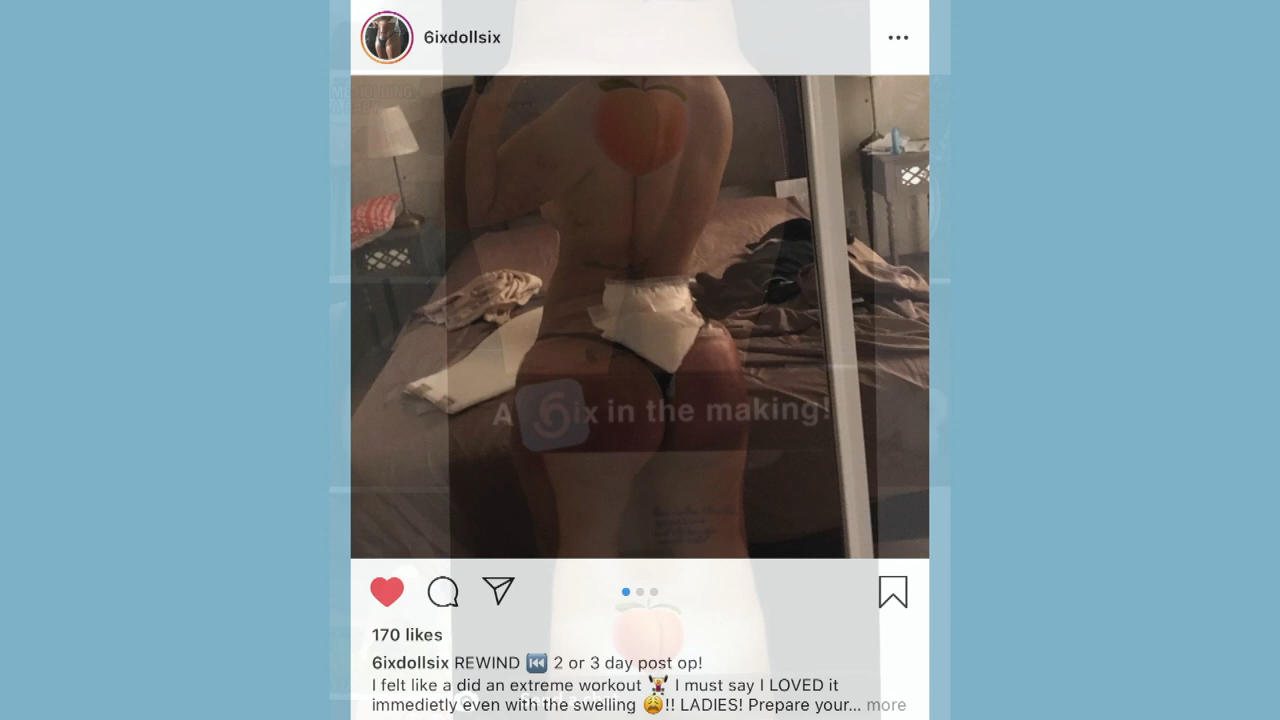 6ixdollsix
A 6ix in the making!
170 likes
6ixdollsix REWIND ⏮ 2 or 3 day post op!
I felt like a did an extreme workout 🏋️ I must say I LOVED it
immedietly even with the swelling 😩!! LADIES! Prepare your... more